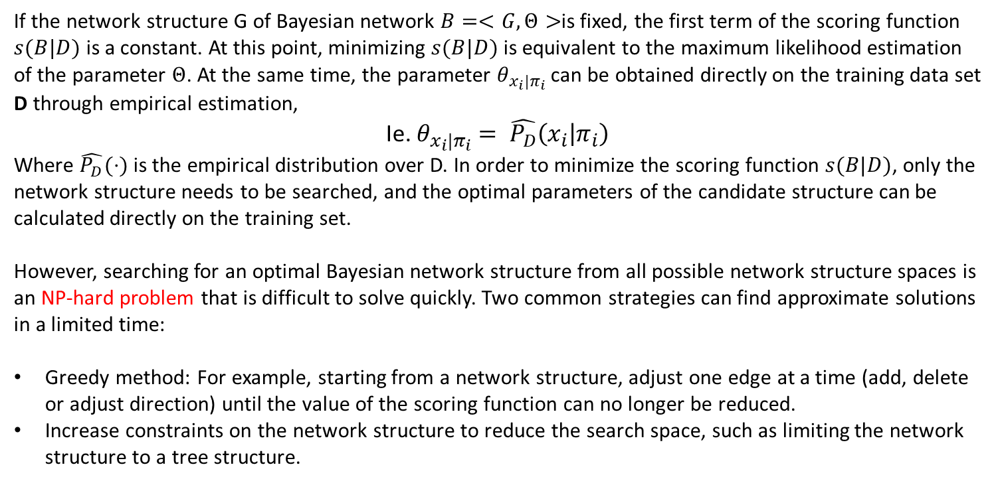 If the network structure G of Bayesian network B =< G, Θ >is fixed, the first term of the scoring function
s(B|D) is a constant. At this point, minimizing s(B|D) is equivalent to the maximum likelihood estimation
of the parameter Θ. At the same time, the parameter θ_{x_i|π_i} can be obtained directly on the training data set
D through empirical estimation,
Ie. θ_{x_i|π_i} = \widehat{P_D}(x_i|π_i)
Where \widehat{P_D}(·) is the empirical distribution over D. In order to minimize the scoring function s(B|D), only the
network structure needs to be searched, and the optimal parameters of the candidate structure can be
calculated directly on the training set.
However, searching for an optimal Bayesian network structure from all possible network structure spaces is
an NP-hard problem that is difficult to solve quickly. Two common strategies can find approximate solutions
in a limited time:
• Greedy method: For example, starting from a network structure, adjust one edge at a time (add, delete
or adjust direction) until the value of the scoring function can no longer be reduced.
• Increase constraints on the network structure to reduce the search space, such as limiting the network
structure to a tree structure.